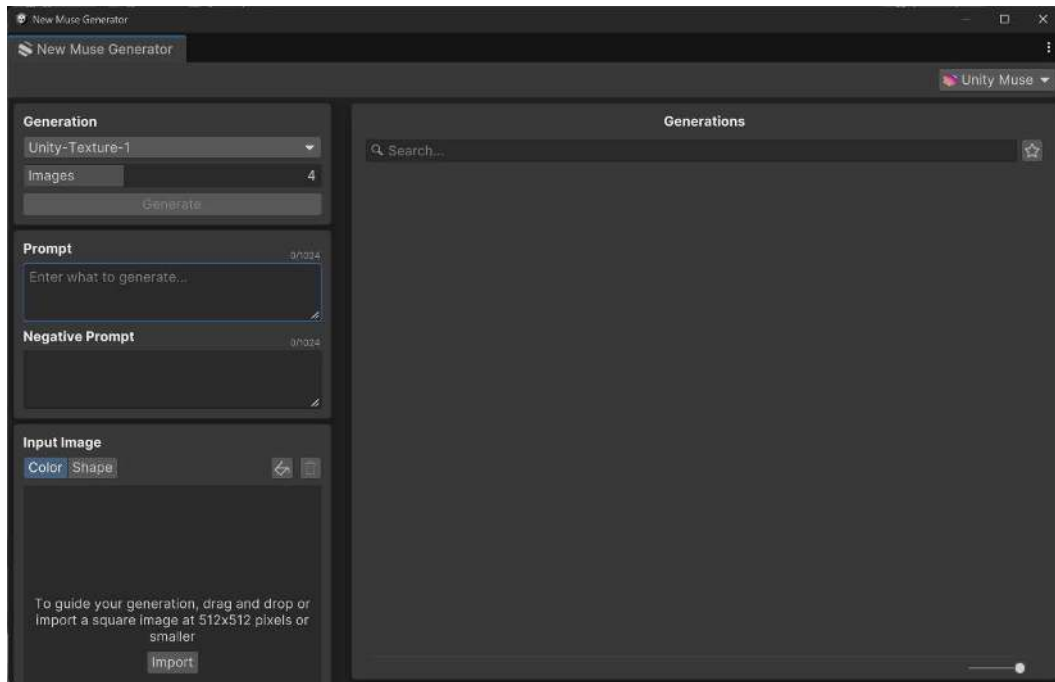 New Muse Generator
New Muse Generator
Unity Muse
Generation
Unity-Texture-1
Images 4
Generate
Prompt 0/1024
Enter what to generate...
Negative Prompt 0/1024
Input Image
Color Shape
To guide your generation, drag and drop or
import a square image at 512x512 pixels or
smaller
Import
Generations
Search...